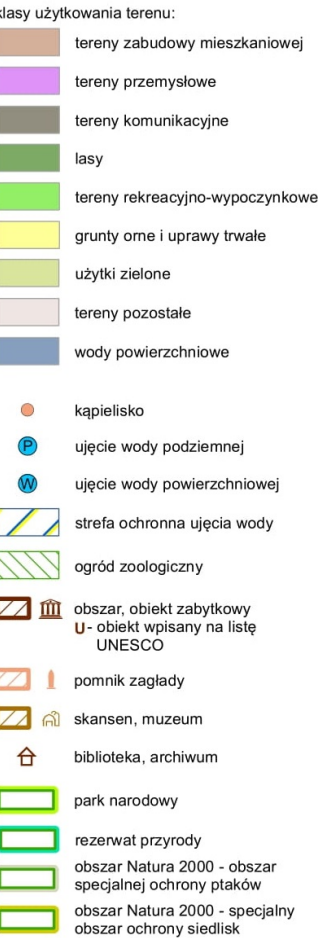 klasy użytkowania terenu:
tereny zabudowy mieszkaniowej
tereny przemysłowe
tereny komunikacyjne
lasy
tereny rekreacyjno-wypoczynkowe
grunty orne i uprawy trwałe
użytki zielone
tereny pozostałe
wody powierzchniowe
kąpielisko
P ujęcie wody podziemnej
W ujęcie wody powierzchniowej
strefa ochronna ujęcia wody
ogród zoologiczny
obszar, obiekt zabytkowy
U- obiekt wpisany na listę
UNESCO
pomnik zagłady
skansen, muzeum
biblioteka, archiwum
park narodowy
rezerwat przyrody
obszar Natura 2000 - obszar
specjalnej ochrony ptaków
obszar Natura 2000 - specjalny
obszar ochrony siedlisk